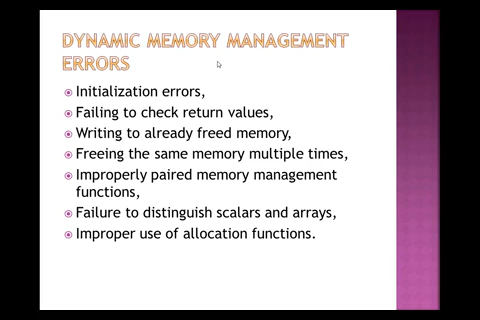 DYNAMIC MEMORY MANAGEMENT
ERRORS
Initialization errors,
Failing to check return values,
Writing to already freed memory,
Freeing the same memory multiple times,
Improperly paired memory management
functions,
Failure to distinguish scalars and arrays,
Improper use of allocation functions.